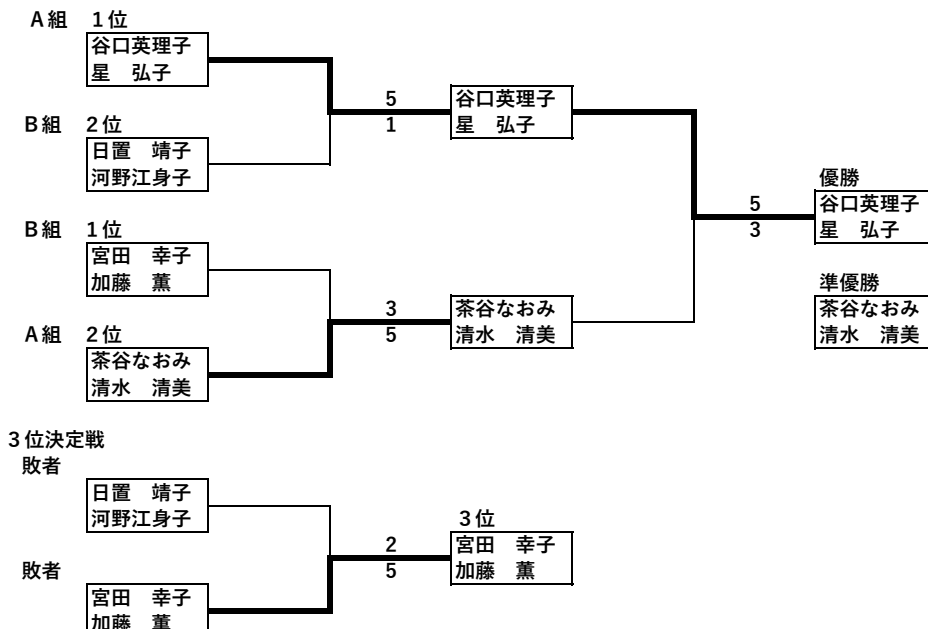 A組　1位
谷口英理子
星　弘子
B組　2位
日置　靖子
河野江身子
B組　1位
宮田　幸子
加藤　薫
A組　2位
茶谷なおみ
清水　清美
5
1
谷口英理子
星　弘子
3
5
茶谷なおみ
清水　清美
5
3
優勝
谷口英理子
星　弘子
準優勝
茶谷なおみ
清水　清美
3位決定戦
敗者
日置　靖子
河野江身子
敗者
宮田　幸子
加藤　薫
2
5
3位
宮田　幸子
加藤　薫